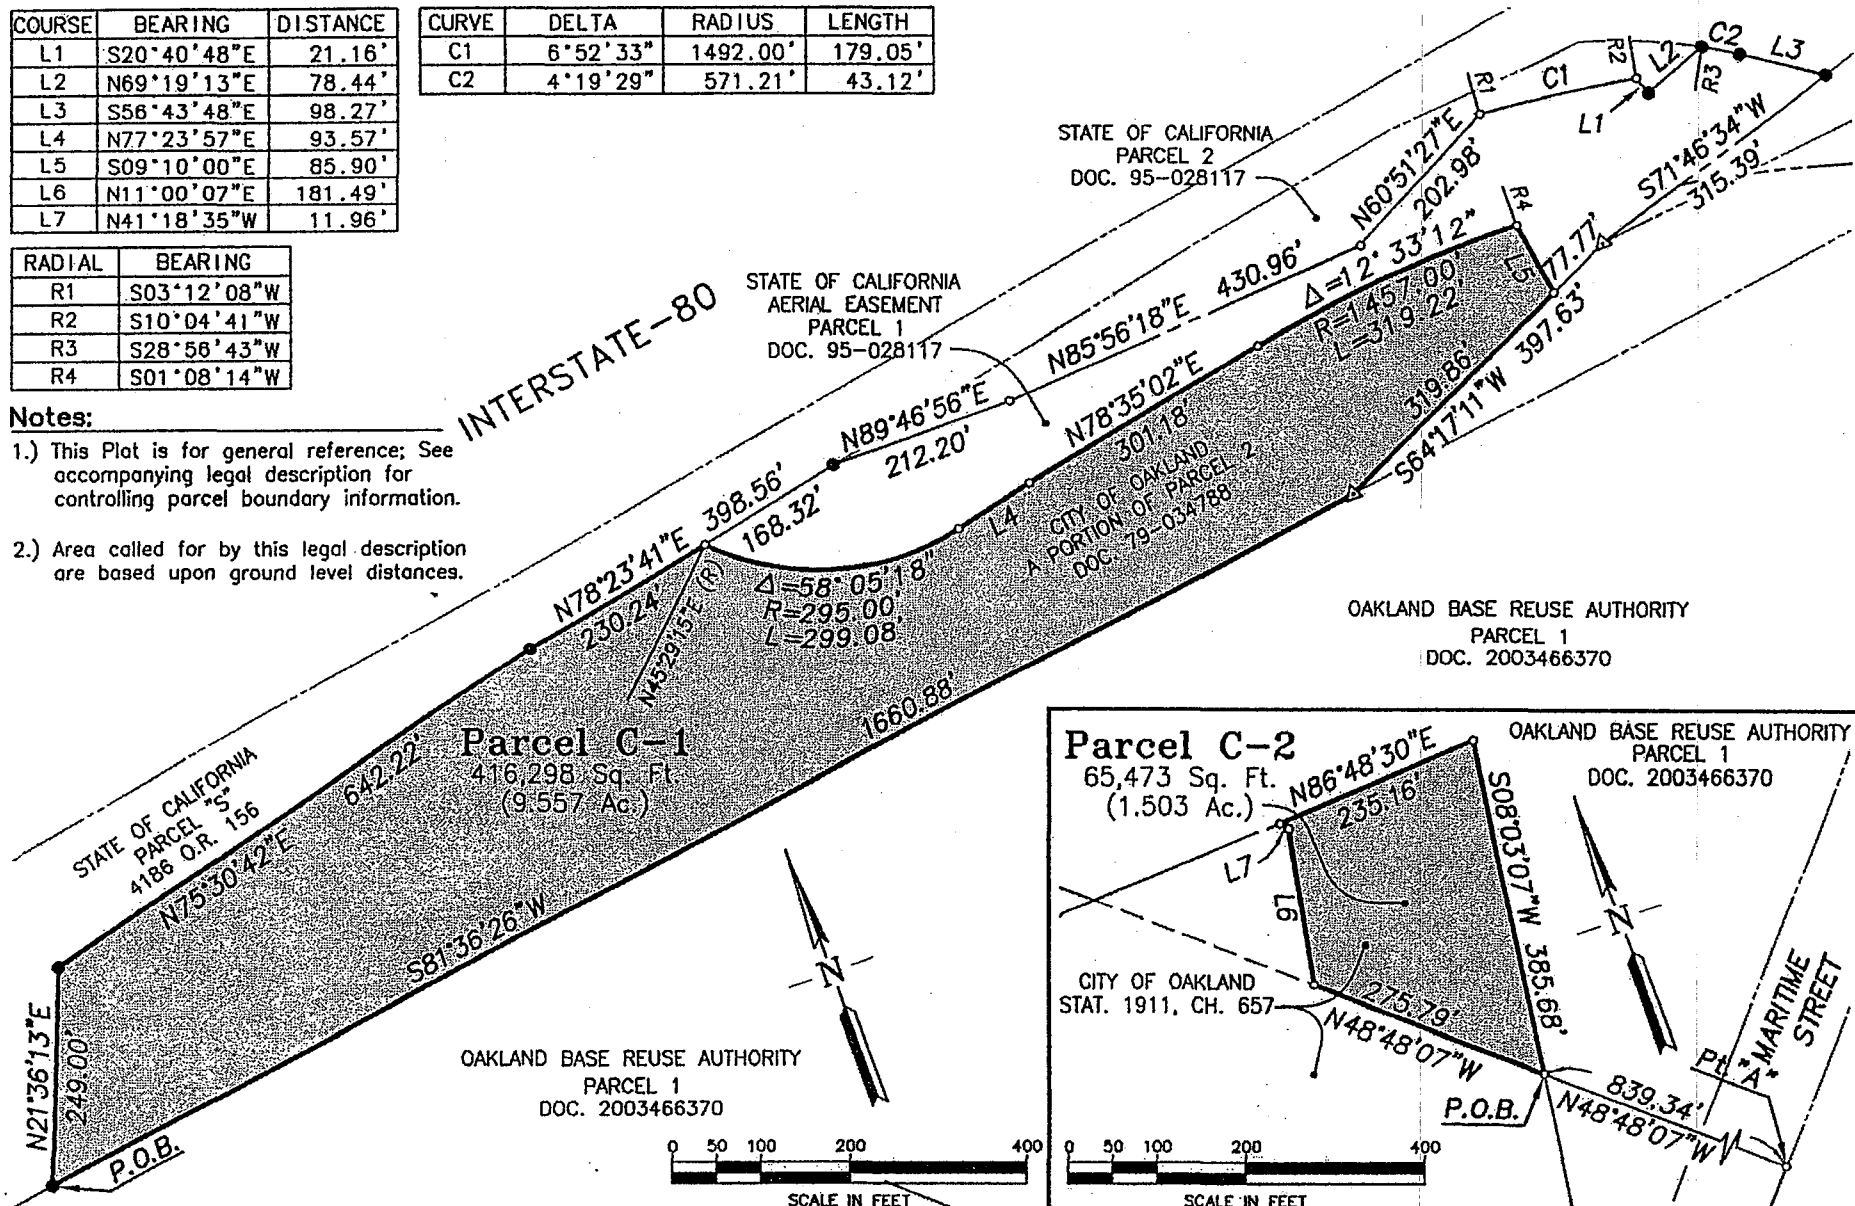 COURSE BEARING DISTANCE
L1 S20°40'48"E 21.16'
L2 N69°19'13"E 78.44'
L3 S56°43'48"E 98.27'
L4 N77°23'57"E 93.57'
L5 S09°10'00"E 85.90'
L6 N11°00'07"E 181.49'
L7 N41°18'35"W 11.96'
CURVE DELTA RADIUS LENGTH
C1 6°52'33" 1492.00' 179.05'
C2 4°19'29" 571.21' 43.12'
RADIAL BEARING
R1 S03°12'08"W
R2 S10°04'41"W
R3 S28°56'43"W
R4 S01°08'14"W
Notes:
1.) This Plat is for general reference; See
accompanying legal description for
controlling parcel boundary information.
2.) Area called for by this legal description
are based upon ground level distances.
INTERSTATE-80
STATE OF CALIFORNIA
PARCEL 2
DOC. 95-028117
STATE OF CALIFORNIA
AERIAL EASEMENT
PARCEL 1
DOC. 95-028117
R1
C1
R2
L2
C2
R3
L3
L1
S71°46'34"W
315.39'
N60°51'27"E
202.98'
R4
L5
77.77'
397.63'
Δ=12°33'12"
R=1457.00'
L=319.22'
N85°56'18"E 430.96'
N89°46'56"E
212.20'
N78°35'02"E
301.18'
319.86'
S64°17'11"W
CITY OF OAKLAND
A PORTION OF PARCEL 2
DOC. 79-034788
L4
N78°23'41"E 398.56'
168.32'
230.24'
N45°29'15"E (R)
Δ=58°05'18"
R=295.00'
L=299.08'
OAKLAND BASE REUSE AUTHORITY
PARCEL 1
DOC. 2003466370
Parcel C-1
416,298 Sq. Ft.
(9.557 Ac.)
1660.88'
S81°36'26"W
642.22'
N75°30'42"E
STATE OF CALIFORNIA
PARCEL "S"
4186 O.R. 156
N21°36'13"E
249.00'
P.O.B.
N
OAKLAND BASE REUSE AUTHORITY
PARCEL 1
DOC. 2003466370
0 50 100 200 400
SCALE IN FEET
Parcel C-2
65,473 Sq. Ft.
(1.503 Ac.)
N86°48'30"E
235.16'
OAKLAND BASE REUSE AUTHORITY
PARCEL 1
DOC. 2003466370
S08°03'07"W 385.68'
L7
L6
N
CITY OF OAKLAND
STAT. 1911, CH. 657
275.79'
N48°48'07"W
P.O.B.
839.34'
N48°48'07"W
Pt. "A"
MARITIME
STREET
0 50 100 200 400
SCALE IN FEET